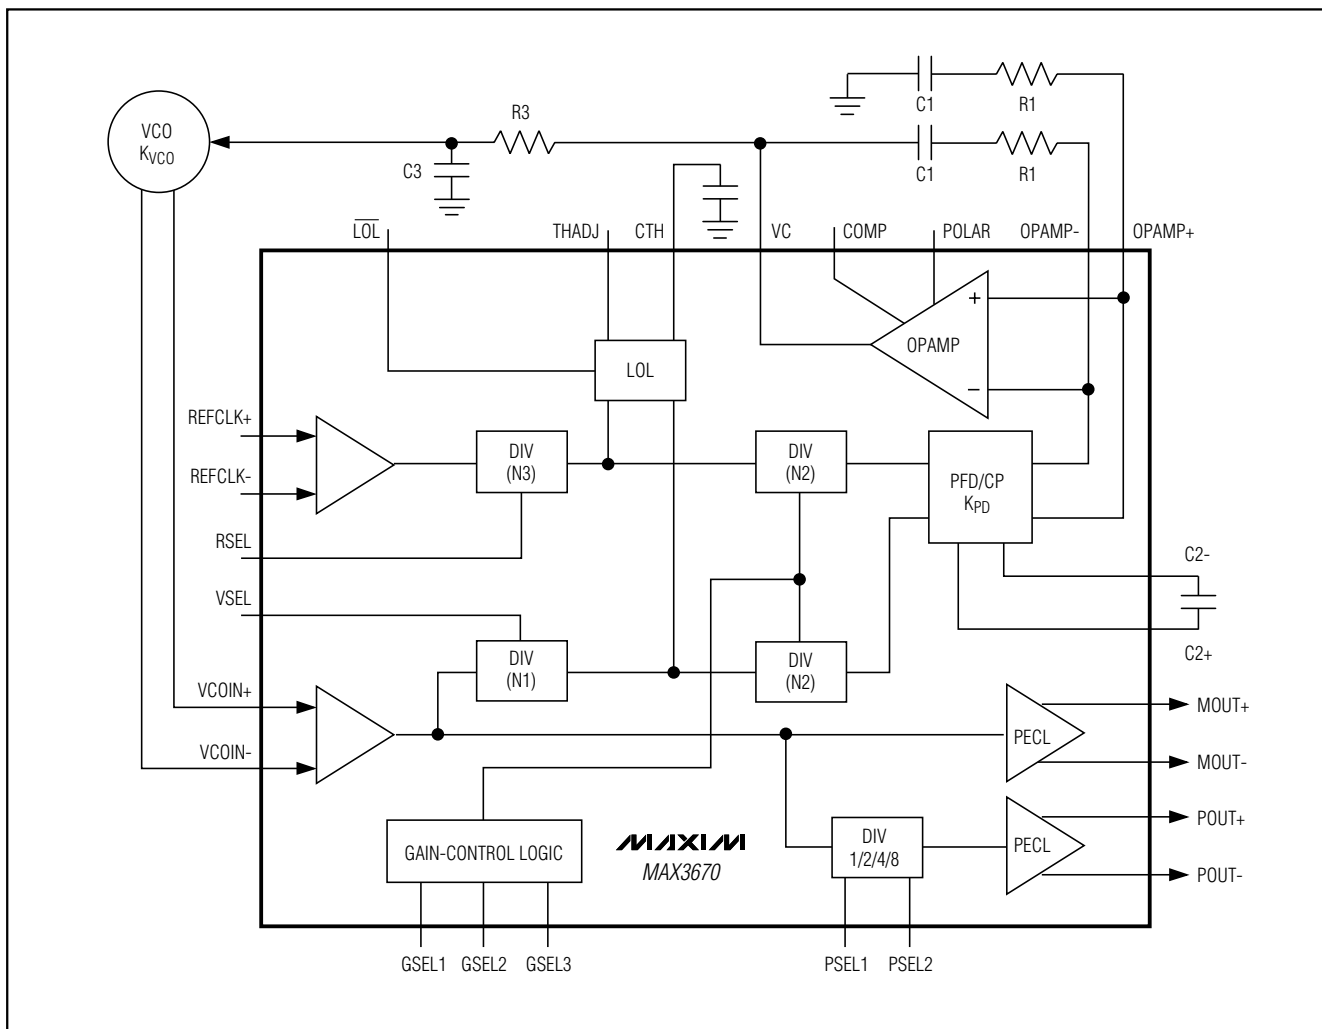 C1
R1
R3
VCO
KVCO
C3
C1
R1
LOL
THADJ
CTH
VC
COMP
POLAR
OPAMP-
OPAMP+
+
OPAMP
−
LOL
REFCLK+
REFCLK-
DIV
(N3)
DIV
(N2)
PFD/CP
KPD
RSEL
VSEL
C2-
C2+
DIV
(N1)
DIV
(N2)
VCOIN+
VCOIN-
PECL
MOUT+
MOUT-
GAIN-CONTROL LOGIC
MAXIM
MAX3670
DIV
1/2/4/8
PECL
POUT+
POUT-
GSEL1
GSEL2
GSEL3
PSEL1
PSEL2